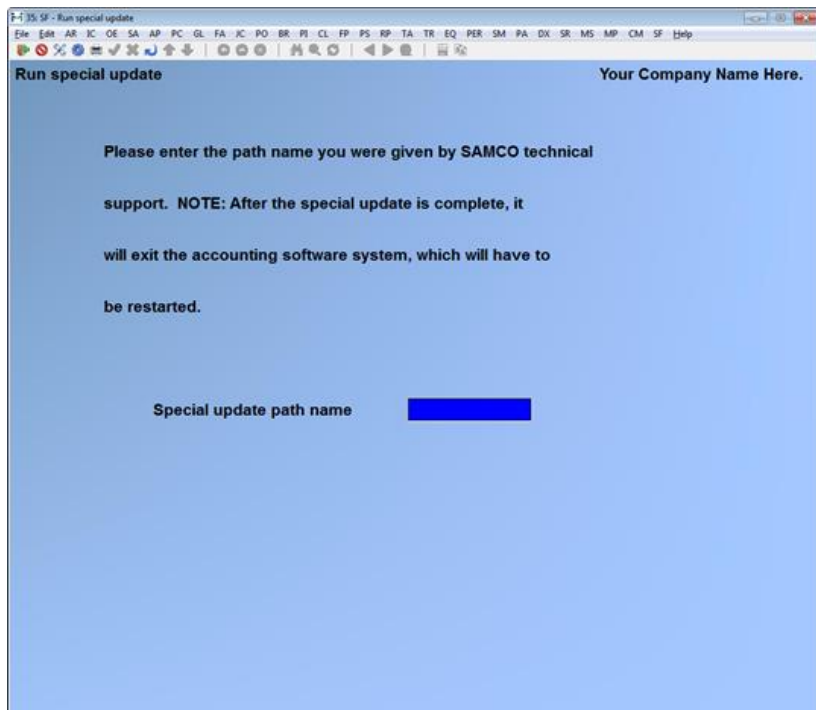 35: SF - Run special update
File Edit AR IC OE SA AP PC GL FA JC PO BR PI CL FP PS RP TA TR EQ PER SM PA DX SR MS MP CM SF Help
Run special update Your Company Name Here.
Please enter the path name you were given by SAMCO technical
support. NOTE: After the special update is complete, it
will exit the accounting software system, which will have to
be restarted.
Special update path name